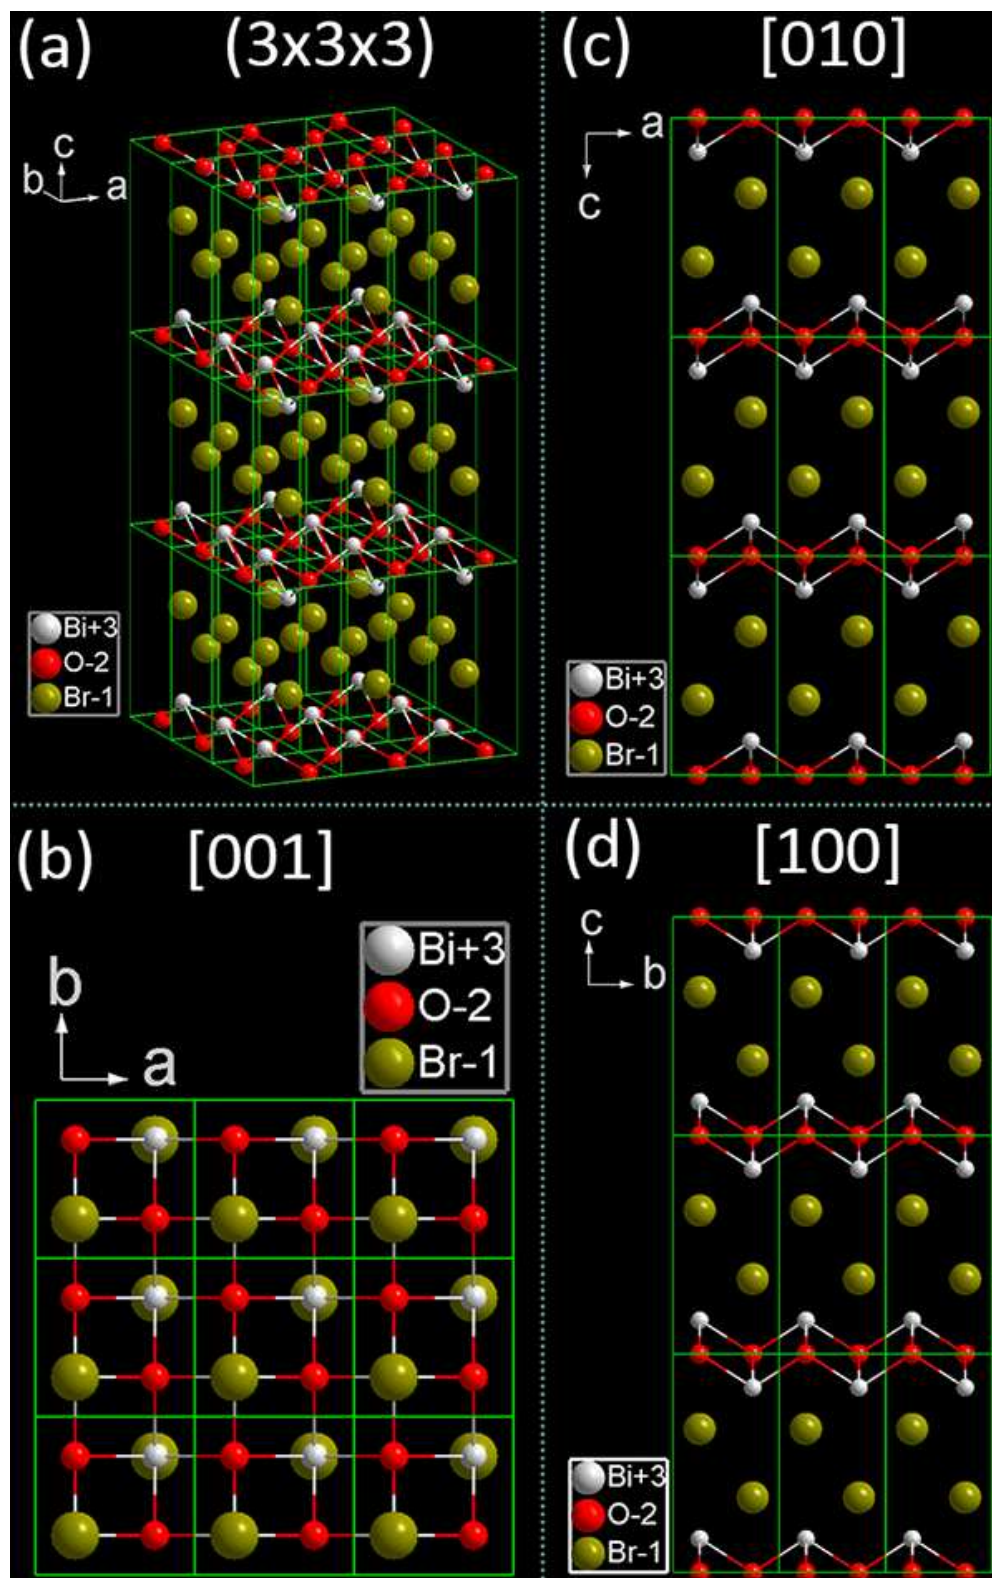 (a) (3x3x3)
c
b
a
Bi+3
O-2
Br-1
(c) [010]
a
c
Bi+3
O-2
Br-1
(b) [001]
Bi+3
O-2
Br-1
b
a
(d) [100]
c
b
Bi+3
O-2
Br-1